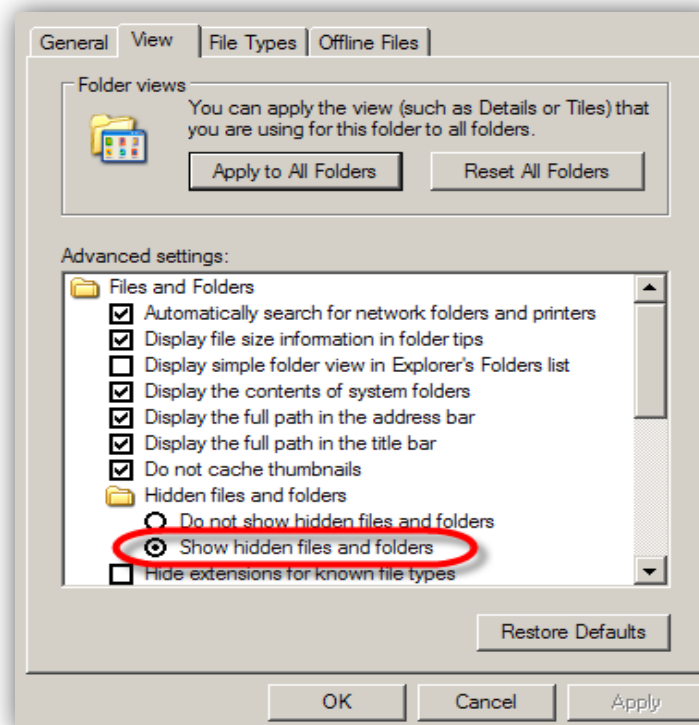 General View File Types Offline Files
Folder views
You can apply the view (such as Details or Tiles) that
you are using for this folder to all folders.
Apply to All Folders Reset All Folders
Advanced settings:
Files and Folders
Automatically search for network folders and printers
Display file size information in folder tips
Display simple folder view in Explorer's Folders list
Display the contents of system folders
Display the full path in the address bar
Display the full path in the title bar
Do not cache thumbnails
Hidden files and folders
Do not show hidden files and folders
Show hidden files and folders
Hide extensions for known file types
Restore Defaults
OK Cancel Apply